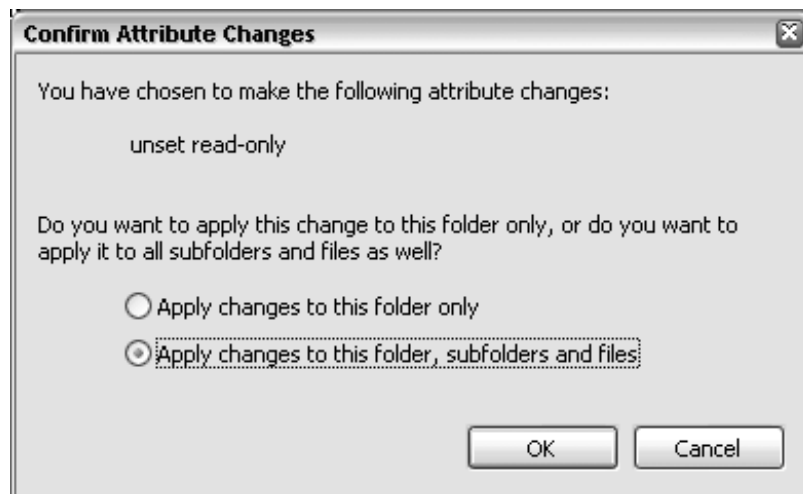 Confirm Attribute Changes
You have chosen to make the following attribute changes:
unset read-only
Do you want to apply this change to this folder only, or do you want to
apply it to all subfolders and files as well?
Apply changes to this folder only
Apply changes to this folder, subfolders and files
OK Cancel